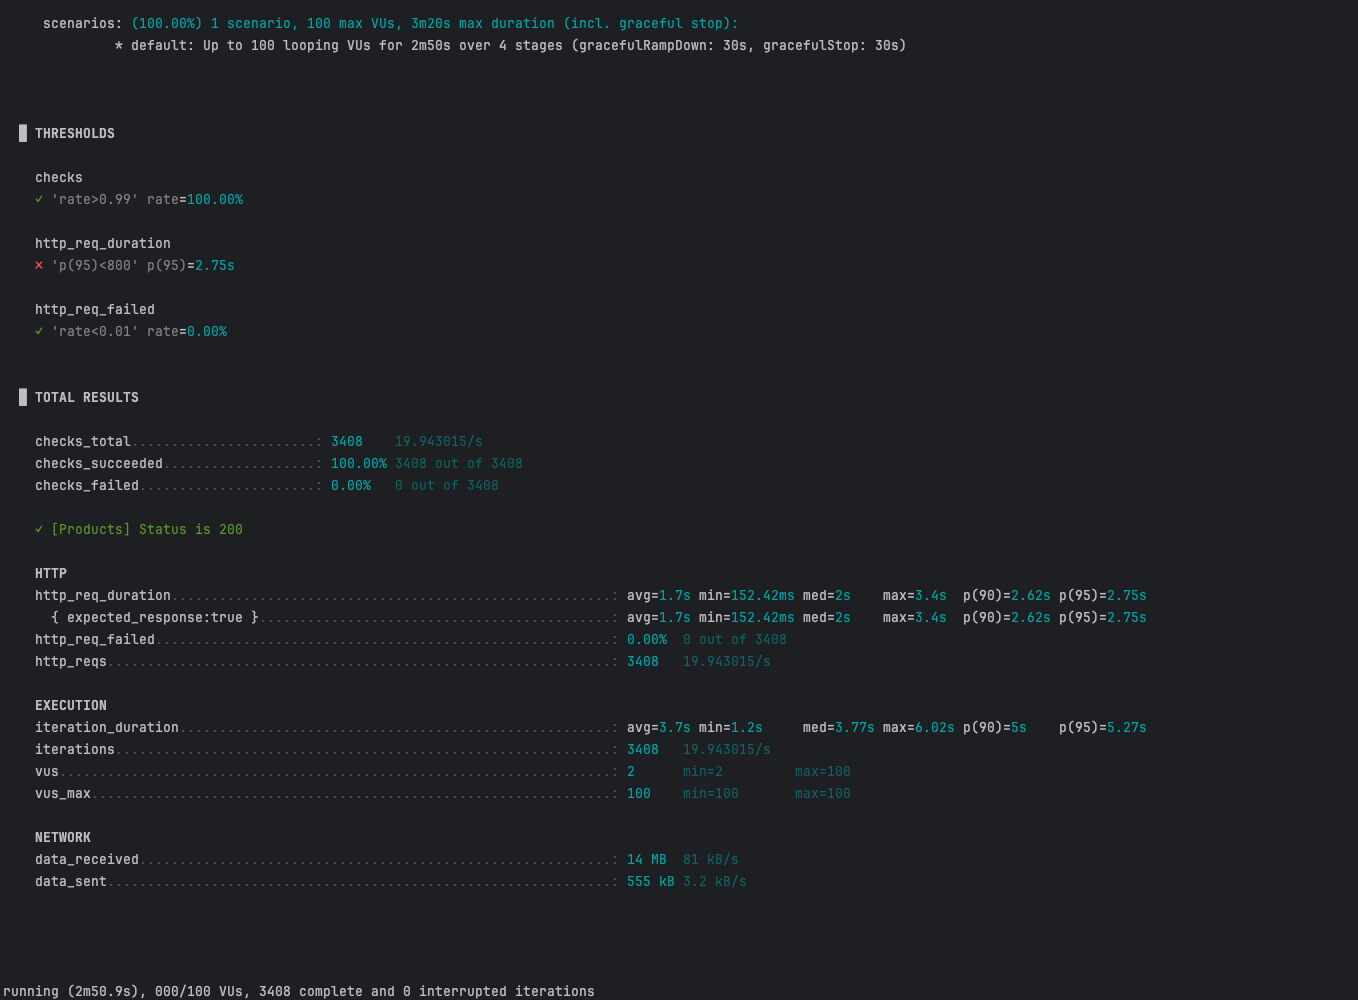 scenarios: (100.00%) 1 scenario, 100 max VUs, 3m20s max duration (incl. graceful stop):
* default: Up to 100 looping VUs for 2m50s over 4 stages (gracefulRampDown: 30s, gracefulStop: 30s)
█ THRESHOLDS
checks
✓ 'rate>0.99' rate=100.00%
http_req_duration
✗ 'p(95)<800' p(95)=2.75s
http_req_failed
✓ 'rate<0.01' rate=0.00%
█ TOTAL RESULTS
checks_total.......................: 3408 19.943015/s
checks_succeeded...................: 100.00% 3408 out of 3408
checks_failed......................: 0.00% 0 out of 3408
✓ [Products] Status is 200
HTTP
http_req_duration.......................................................: avg=1.7s min=152.42ms med=2s max=3.4s p(90)=2.62s p(95)=2.75s
{ expected_response:true }............................................: avg=1.7s min=152.42ms med=2s max=3.4s p(90)=2.62s p(95)=2.75s
http_req_failed.........................................................: 0.00% 0 out of 3408
http_reqs...............................................................: 3408 19.943015/s
EXECUTION
iteration_duration......................................................: avg=3.7s min=1.2s med=3.77s max=6.02s p(90)=5s p(95)=5.27s
iterations..............................................................: 3408 19.943015/s
vus.....................................................................: 2 min=2 max=100
vus_max.................................................................: 100 min=100 max=100
NETWORK
data_received...........................................................: 14 MB 81 kB/s
data_sent...............................................................: 555 kB 3.2 kB/s
running (2m50.9s), 000/100 VUs, 3408 complete and 0 interrupted iterations